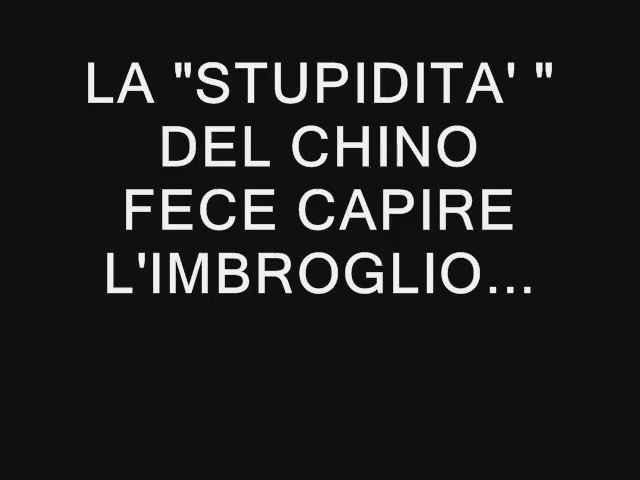 LA "STUPIDITA' "
DEL CHINO
FECE CAPIRE
L'IMBROGLIO...